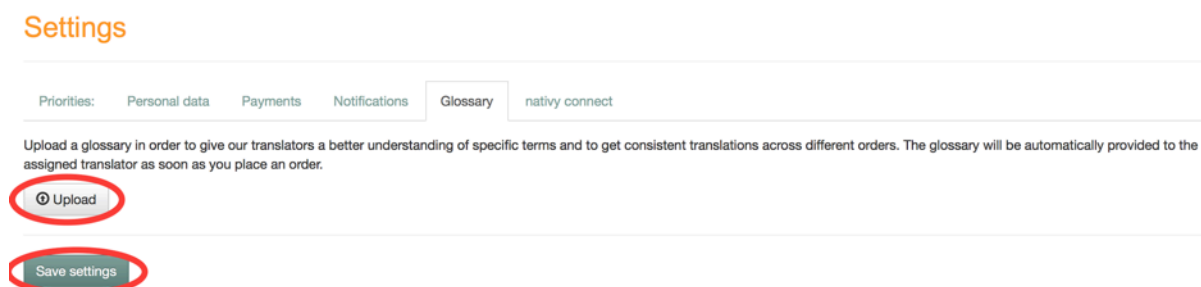 Settings
Priorities: Personal data Payments Notifications Glossary nativy connect
Upload a glossary in order to give our translators a better understanding of specific terms and to get consistent translations across different orders. The glossary will be automatically provided to the
assigned translator as soon as you place an order.
Upload
Save settings